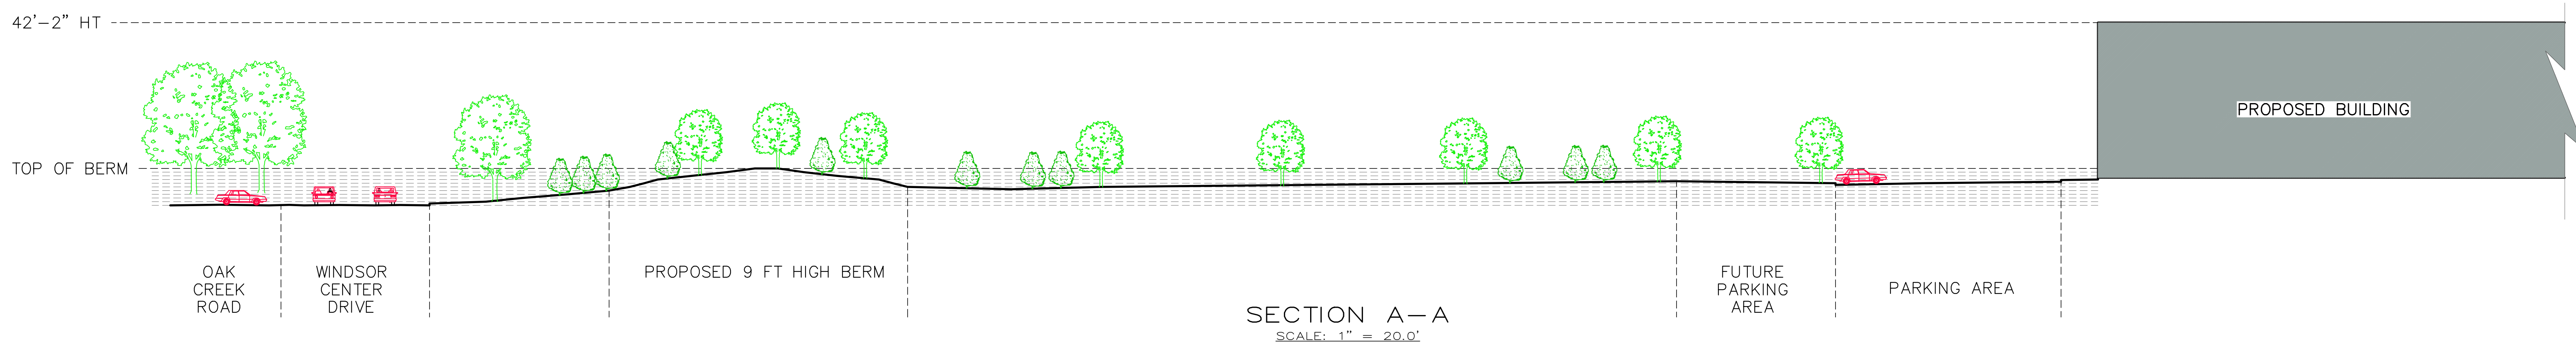 42'-2" HT
PROPOSED BUILDING
TOP OF BERM
OAK
CREEK
ROAD
WINDSOR
CENTER
DRIVE
PROPOSED 9 FT HIGH BERM
FUTURE
PARKING
AREA
PARKING AREA
SECTION A-A
SCALE: 1" = 20.0'